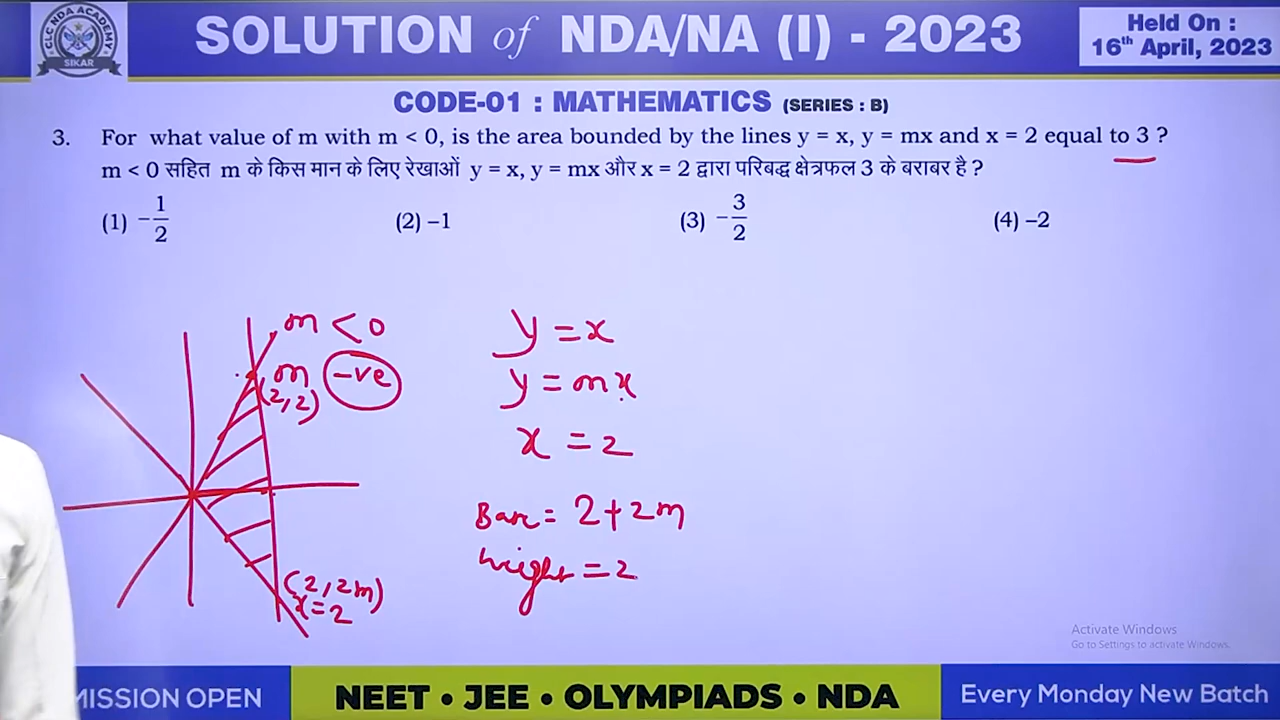 CLC NDA ACADEMY
SIKAR
SOLUTION of NDA/NA (I) - 2023
Held On :
16th April, 2023
CODE-01 : MATHEMATICS (SERIES : B)
3. For what value of m with m < 0, is the area bounded by the lines y = x, y = mx and x = 2 equal to 3 ?
m < 0 सहित m के किस मान के लिए रेखाओं y = x, y = mx और x = 2 द्वारा परिबद्ध क्षेत्रफल 3 के बराबर है ?
(1) -1/2 (2) –1 (3) -3/2 (4) –2
m < 0
m -ve
(2, 2)
(2, 2m)
x = 2
y = x
y = mx
x = 2
Base = 2 + 2m
height = 2
Activate Windows
Go to Settings to activate Windows.
MISSION OPEN
NEET • JEE • OLYMPIADS • NDA
Every Monday New Batch